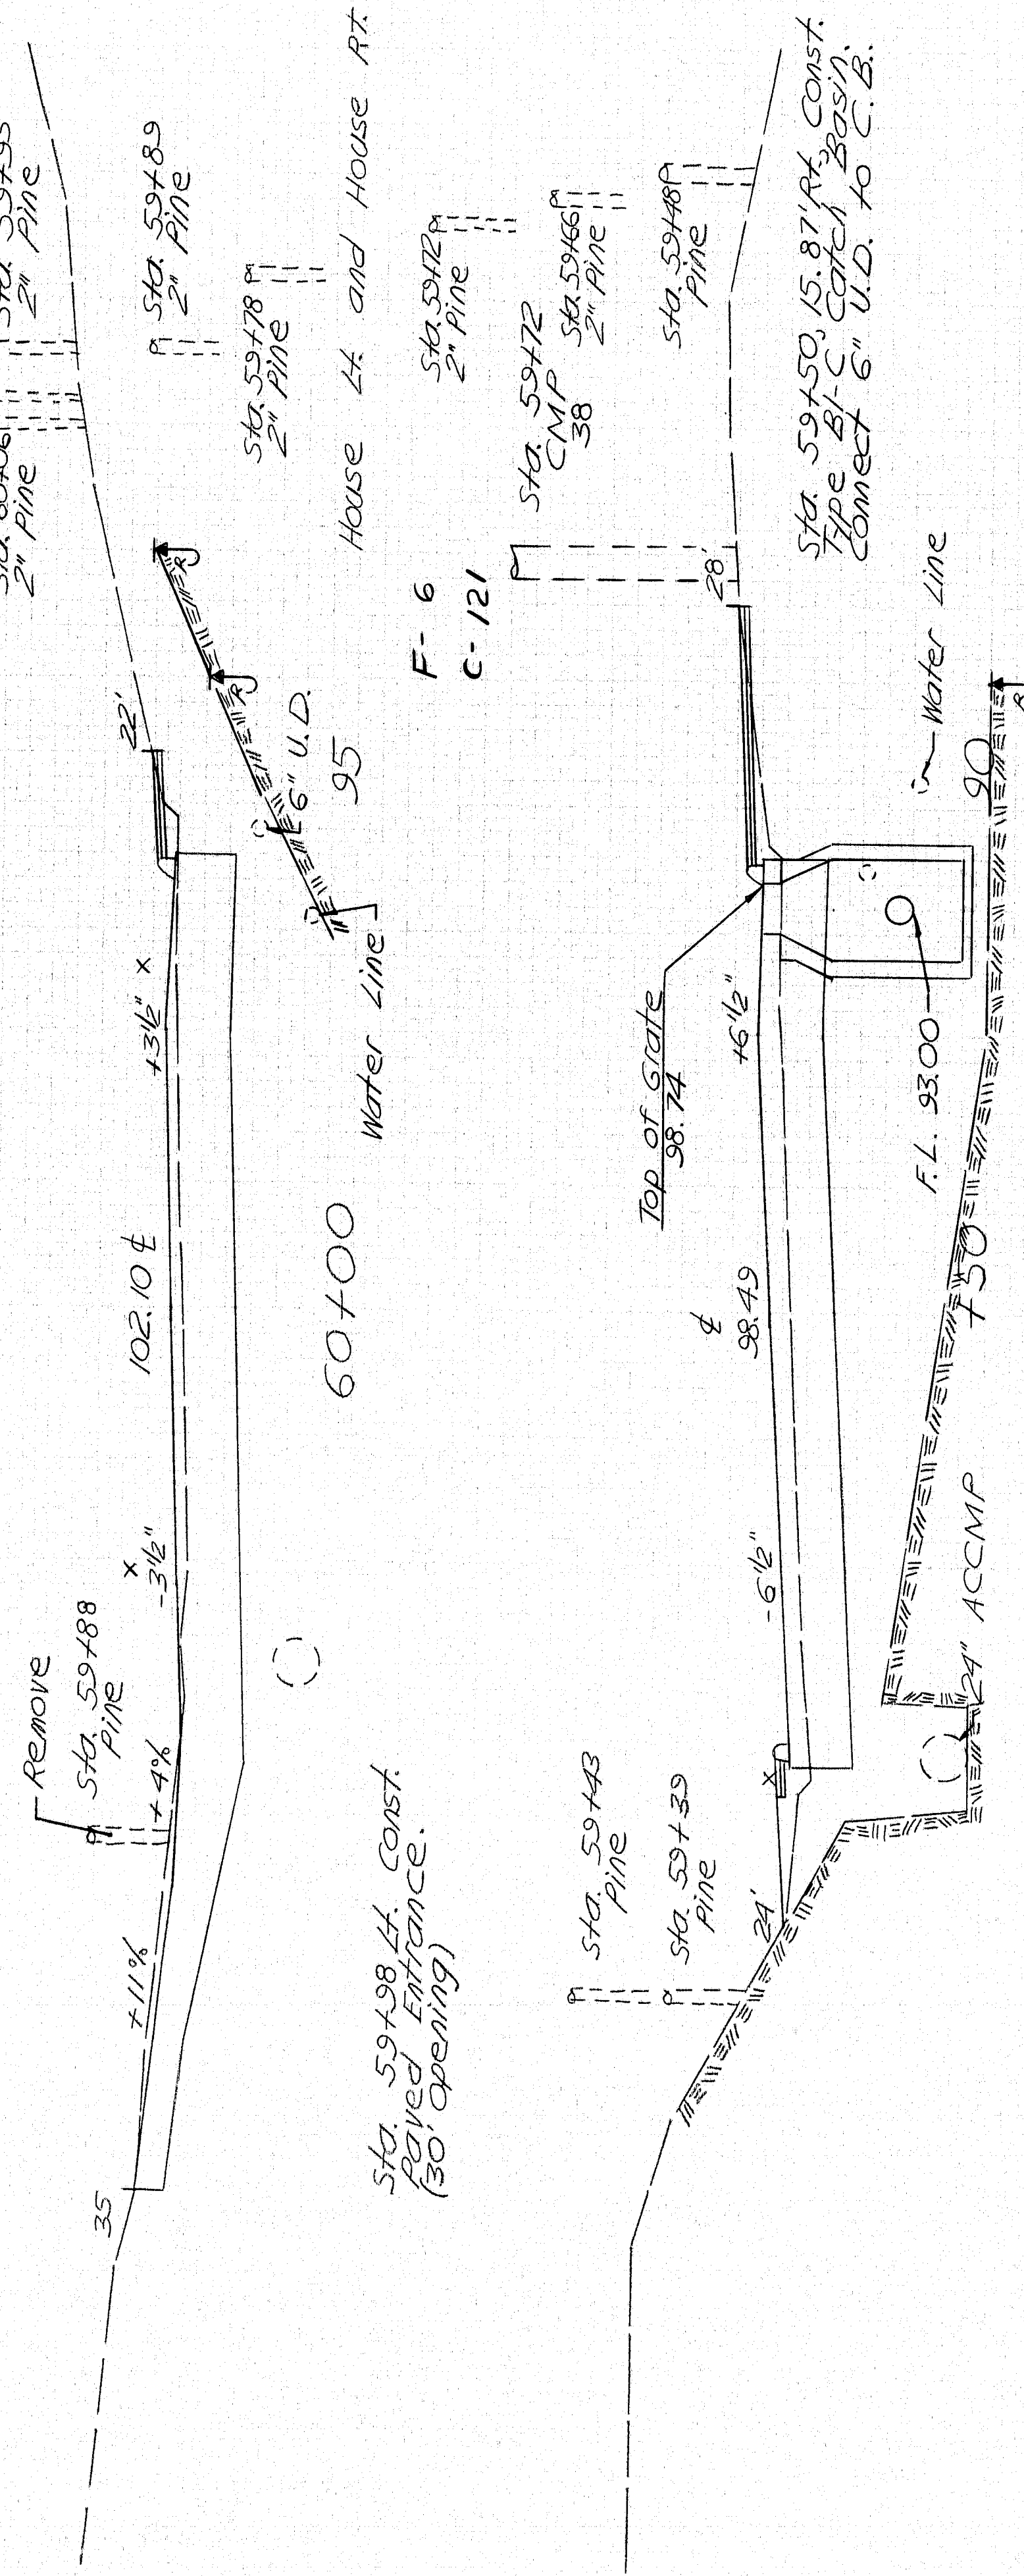 2" Pine
2" Pine
Sta. 59+89
2" Pine
Sta. 59+78
2" Pine
22'
+3½" x
102.10 ⅊
x
-3½"
Remove
Sta. 59+88
Pine
+4%
+11%
35
6" U.D.
95
Water Line
60+00
House Lt. and House Rt.
F-6
C-121
Sta. 59+98 Lt. Const.
Paved Entrance.
(30' Opening)
Sta. 59+72
2" Pine
Sta. 59+72
CMP
38
Sta. 59+66
2" Pine
Sta. 59+48
Pine
28'
Top of Grate
98.74
+6½"
℄
98.49
-6½"
x
24'
Sta. 59+43
Pine
Sta. 59+39
Pine
Sta. 59+50, 15.87' Rt., Const.
Type B1-C Catch Basin.
Connect 6" U.D. to C.B.
Water Line
90
F.L. 93.00
+50
24" ACCMP
R
R
R